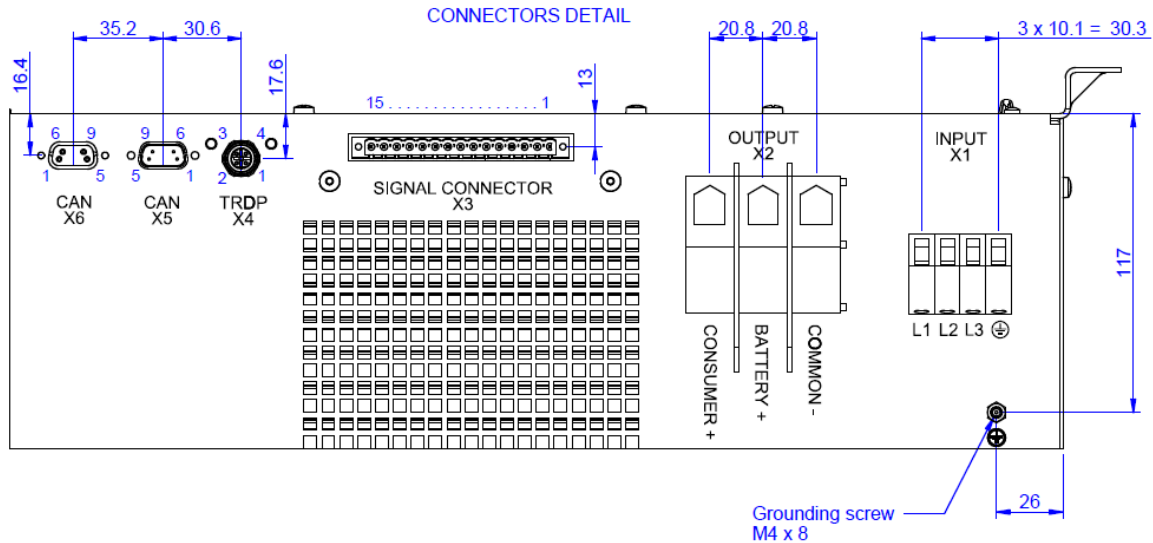 CONNECTORS DETAIL
35.2
30.6
20.8
20.8
3 x 10.1 = 30.3
16.4
17.6
13
15 . . . . . . . . . . . . . . . . 1
6
9
9
6
3
4
1
5
5
1
2
1
OUTPUT
X2
INPUT
X1
CAN
X6
CAN
X5
TRDP
X4
SIGNAL CONNECTOR
X3
117
L1
L2
L3
CONSUMER +
BATTERY +
COMMON -
26
Grounding screw
M4 x 8